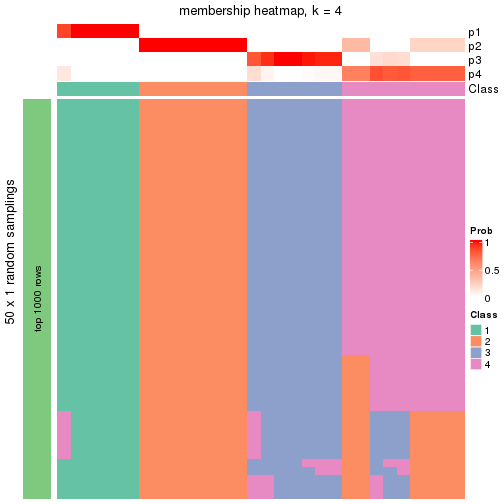 membership heatmap, k = 4
p1
p2
p3
p4
Class
50 x 1 random samplings
top 1000 rows
Prob
1
0.5
0
Class
1
2
3
4